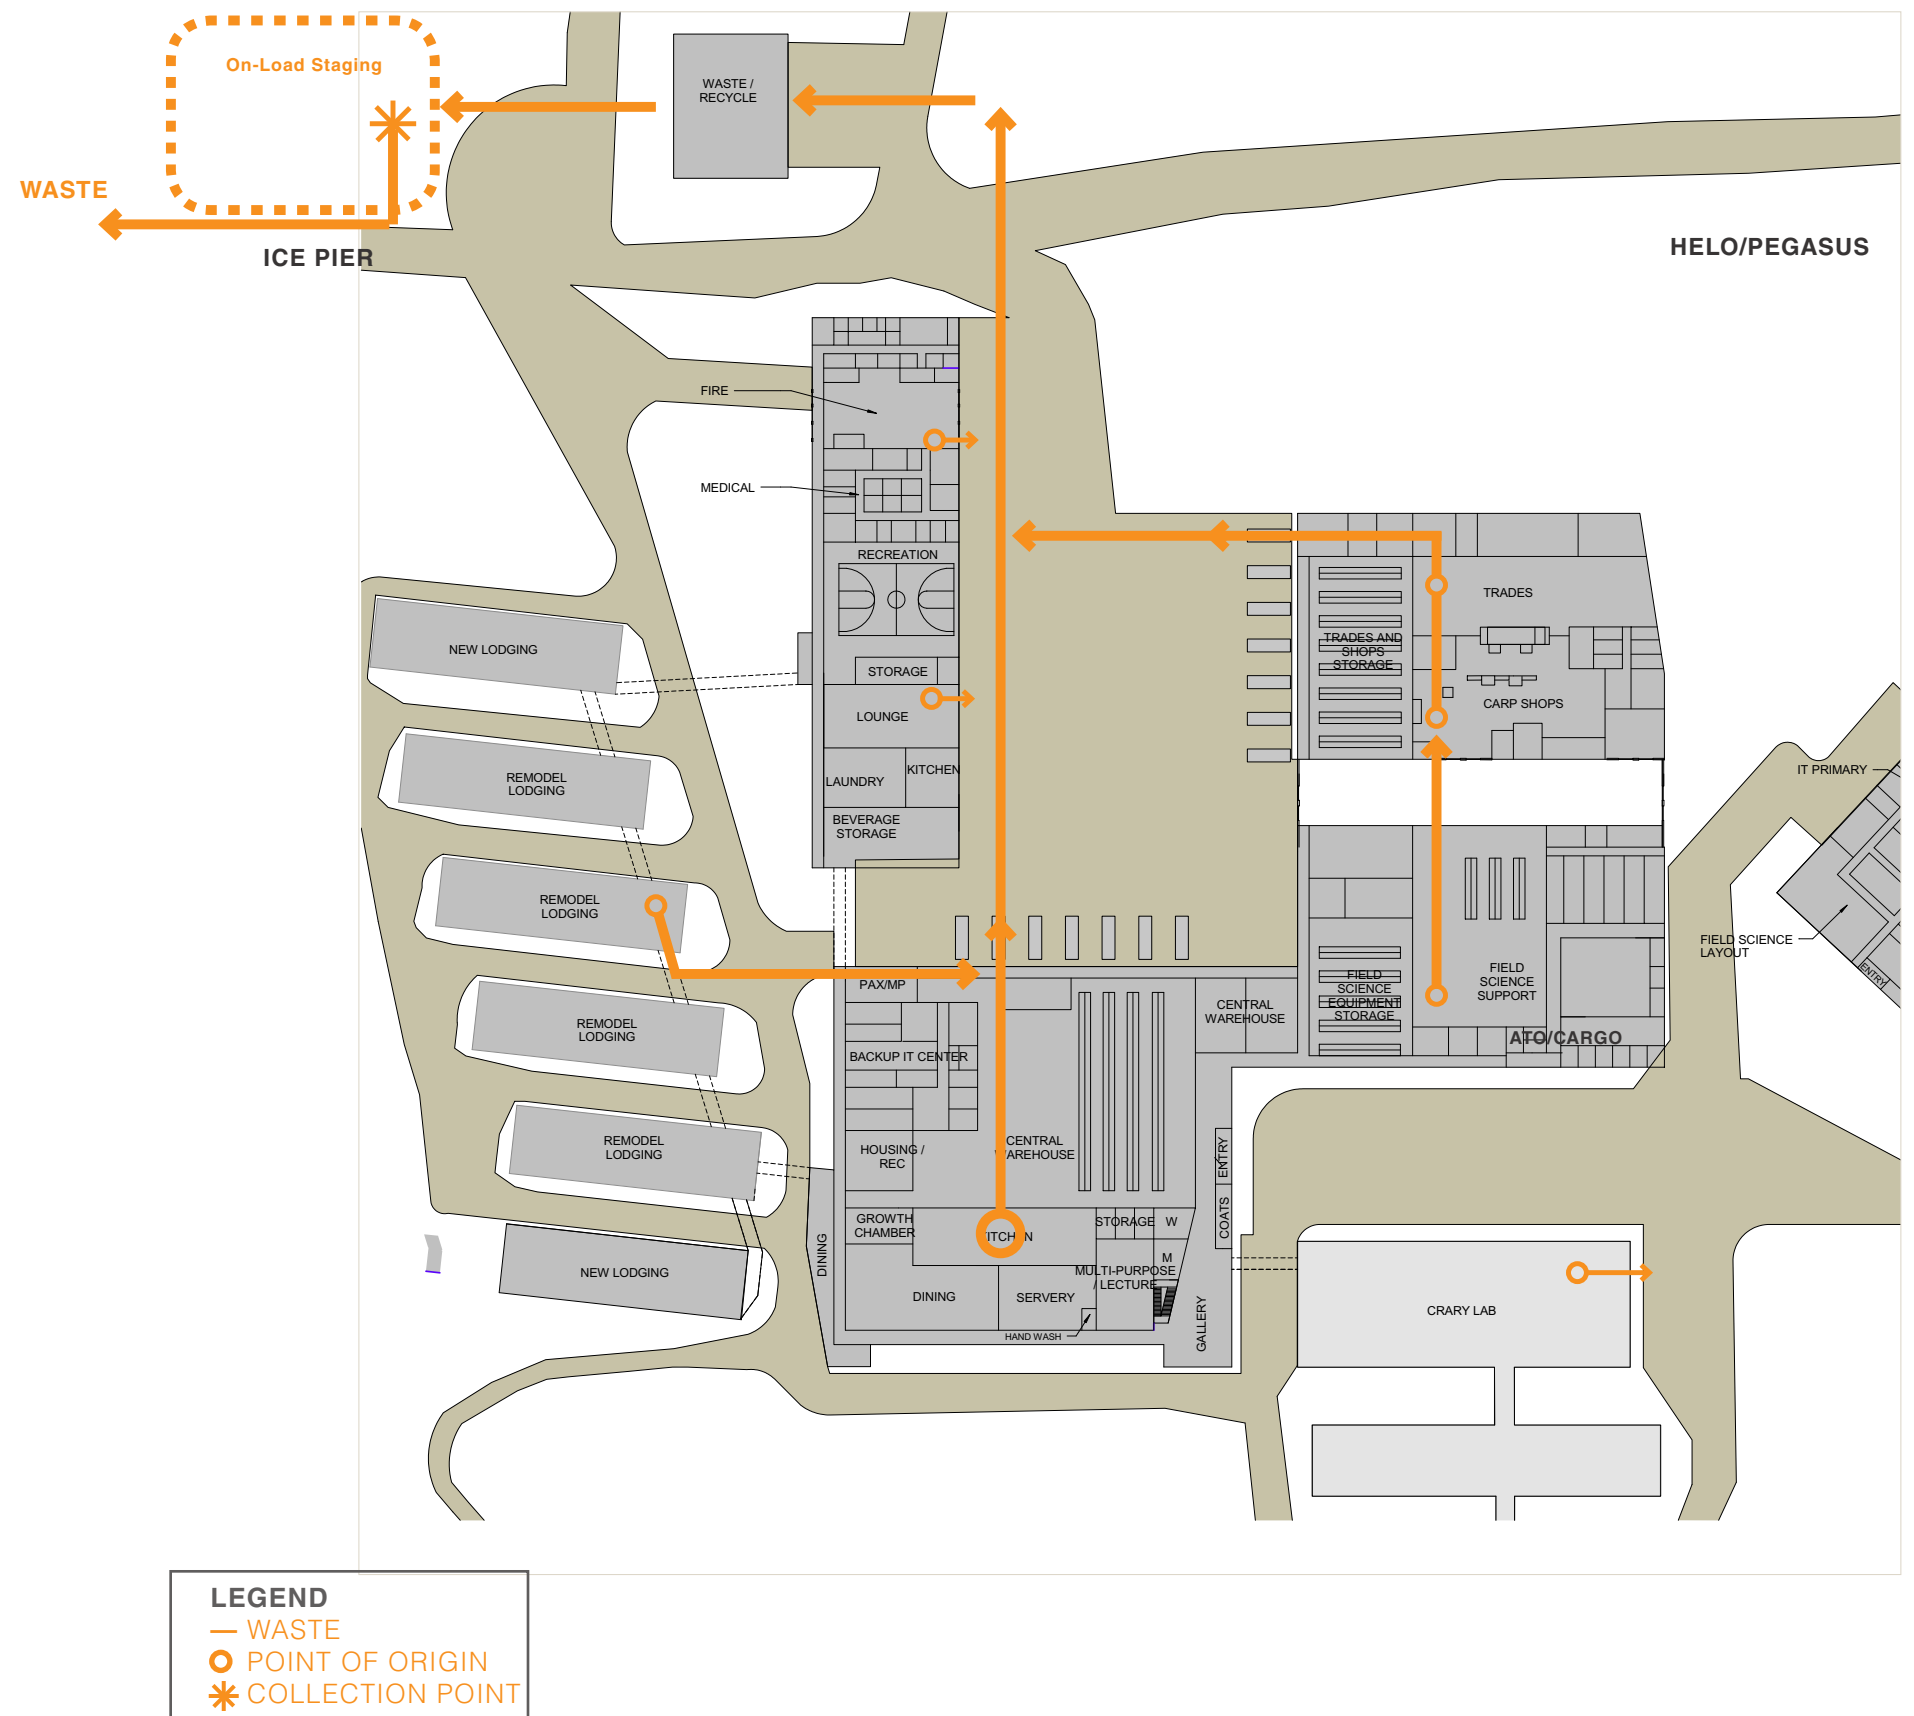 On-Load Staging
WASTE /
RECYCLE
WASTE
ICE PIER
HELO/PEGASUS
FIRE
MEDICAL
RECREATION
STORAGE
LOUNGE
LAUNDRY
KITCHEN
BEVERAGE
STORAGE
TRADES
TRADES AND
SHOPS
STORAGE
CARP SHOPS
IT PRIMARY
NEW LODGING
REMODEL
LODGING
REMODEL
LODGING
REMODEL
LODGING
REMODEL
LODGING
NEW LODGING
FIELD SCIENCE
LAYOUT
ENTRY
FIELD
SCIENCE
EQUIPMENT
STORAGE
FIELD
SCIENCE
SUPPORT
ATO/CARGO
PAX/MP
CENTRAL
WAREHOUSE
BACKUP IT CENTER
HOUSING /
REC
CENTRAL
WAREHOUSE
ENTRY
COATS
GROWTH
CHAMBER
KITCHEN
STORAGE
W
M
MULTI-PURPOSE
/ LECTURE
DINING
DINING
SERVERY
HAND WASH
GALLERY
CRARY LAB
LEGEND
WASTE
POINT OF ORIGIN
COLLECTION POINT